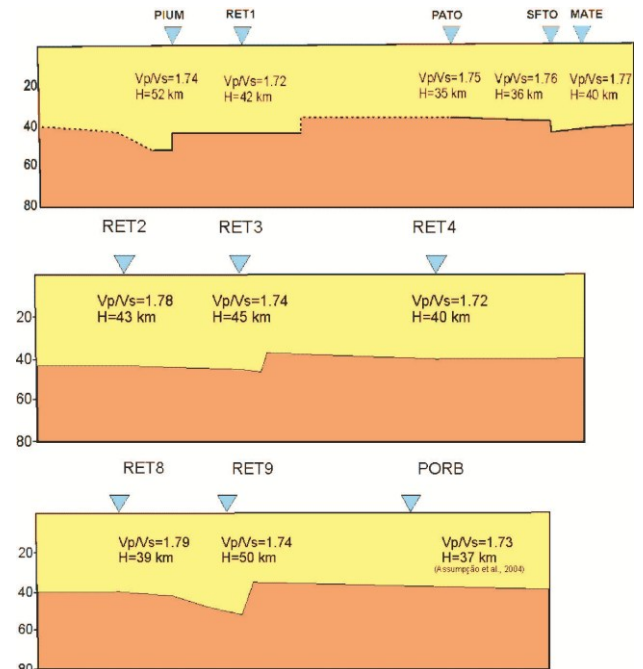 PIUM RET1 PATO SFTO MATE
Vp/Vs=1.74 Vp/Vs=1.72 Vp/Vs=1.75 Vp/Vs=1.76 Vp/Vs=1.77
H=52 km H=42 km H=35 km H=36 km H=40 km
20
40
60
80
RET2 RET3 RET4
Vp/Vs=1.78 Vp/Vs=1.74 Vp/Vs=1.72
H=43 km H=45 km H=40 km
20
40
60
80
RET8 RET9 PORB
Vp/Vs=1.79 Vp/Vs=1.74 Vp/Vs=1.73
H=39 km H=50 km H=37 km
(Assumpção et al., 2004)
20
40
60
80